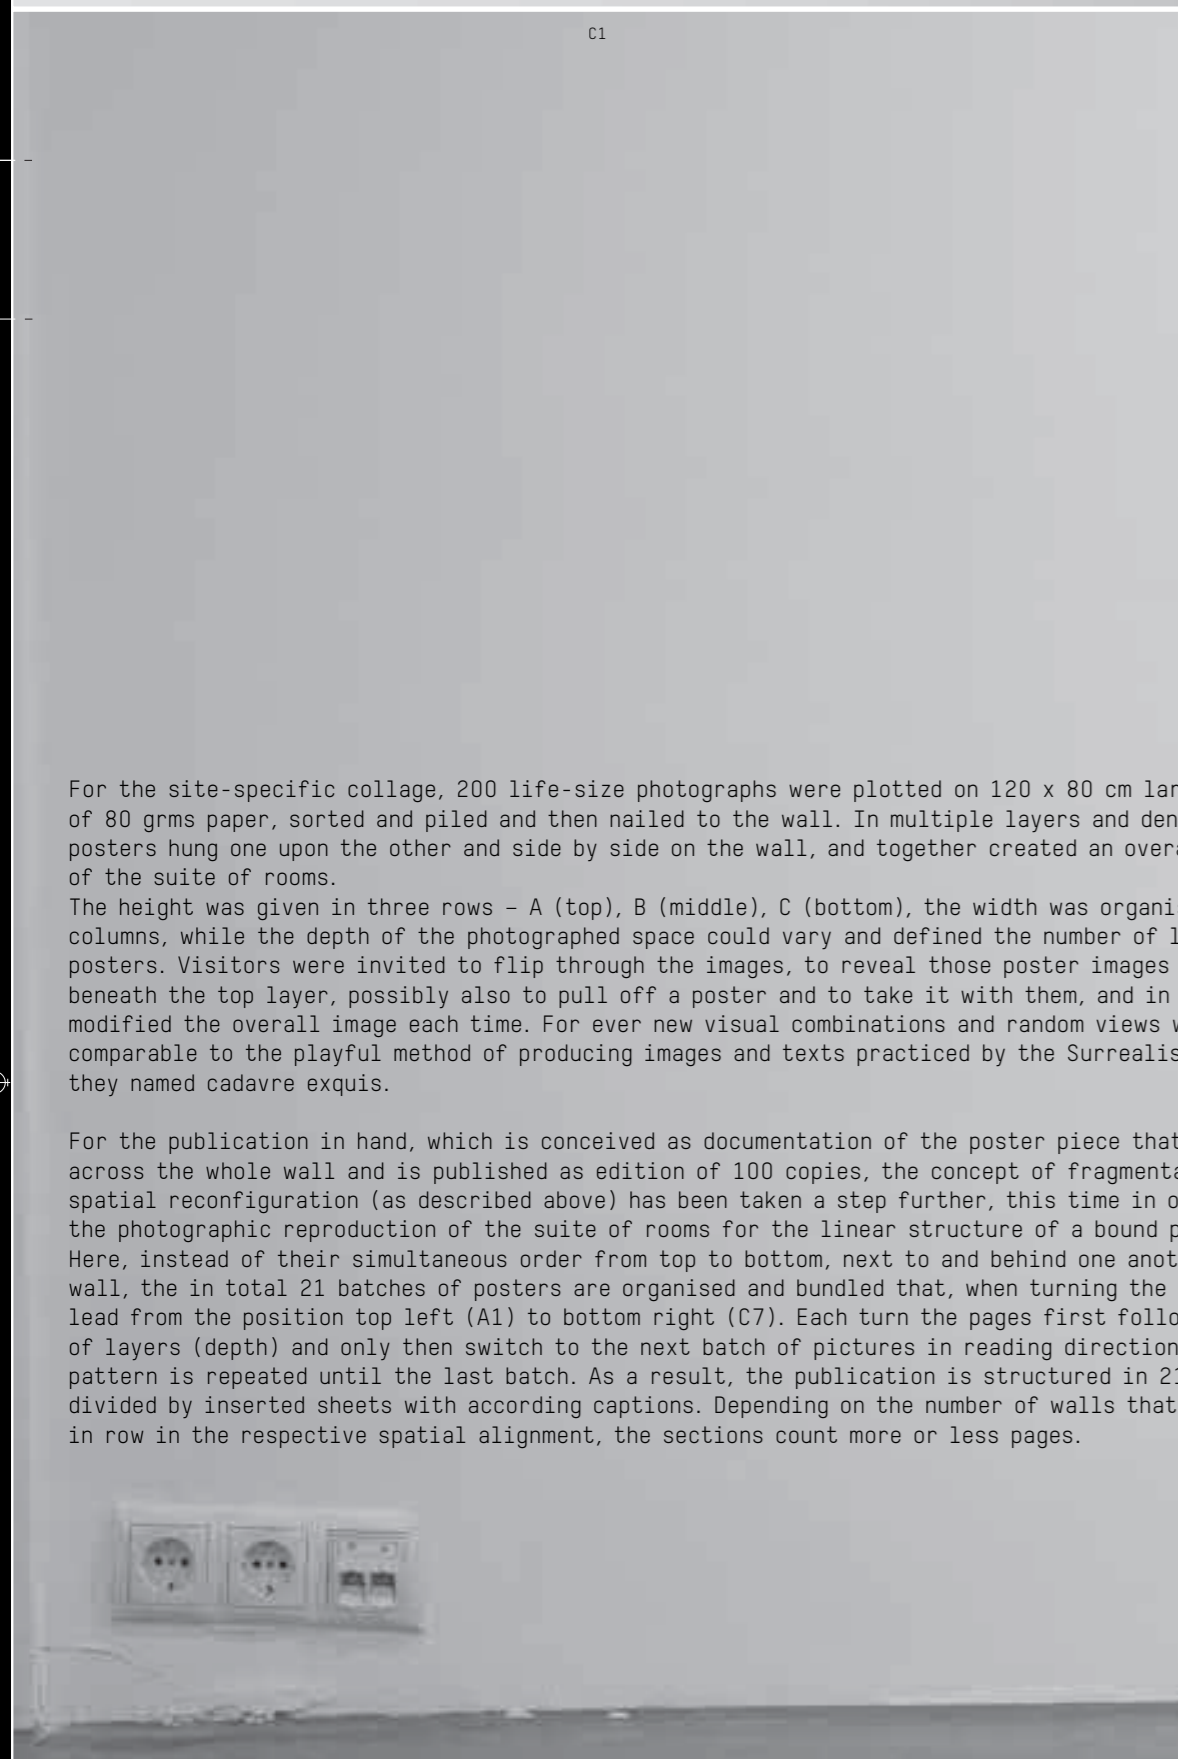 C1
For the site-specific collage, 200 life-size photographs were plotted on 120 x 80 cm
of 80 grms paper, sorted and piled and then nailed to the wall. In multiple layers and
posters hung one upon the other and side by side on the wall, and together created an
of the suite of rooms.
The height was given in three rows – A (top), B (middle), C (bottom), the width was
columns, while the depth of the photographed space could vary and defined the number of
posters. Visitors were invited to flip through the images, to reveal those poster images
beneath the top layer, possibly also to pull off a poster and to take it with them, and in
modified the overall image each time. For ever new visual combinations and random views
comparable to the playful method of producing images and texts practiced by the
they named cadavre exquis.
For the publication in hand, which is conceived as documentation of the poster piece that
across the whole wall and is published as edition of 100 copies, the concept of
spatial reconfiguration (as described above) has been taken a step further, this time in
the photographic reproduction of the suite of rooms for the linear structure of a bound
Here, instead of their simultaneous order from top to bottom, next to and behind one
wall, the in total 21 batches of posters are organised and bundled that, when turning the
lead from the position top left (A1) to bottom right (C7). Each turn the pages first
of layers (depth) and only then switch to the next batch of pictures in reading direction
pattern is repeated until the last batch. As a result, the publication is structured in 21
divided by inserted sheets with according captions. Depending on the number of walls that
in row in the respective spatial alignment, the sections count more or less pages.